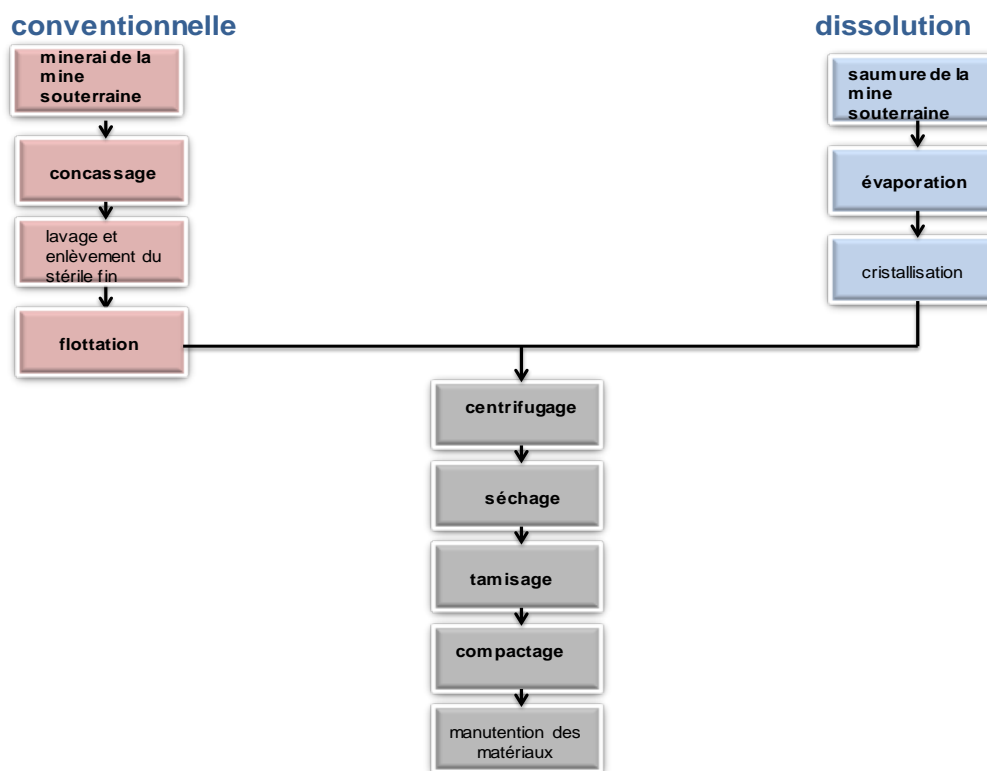 conventionnelle
dissolution
minerai de la
mine
souterraine
concassage
lavage et
enlèvement du
stérile fin
flottation
saumure de la
mine
souterraine
évaporation
cristallisation
centrifugage
séchage
tamisage
compactage
manutention des
matériaux